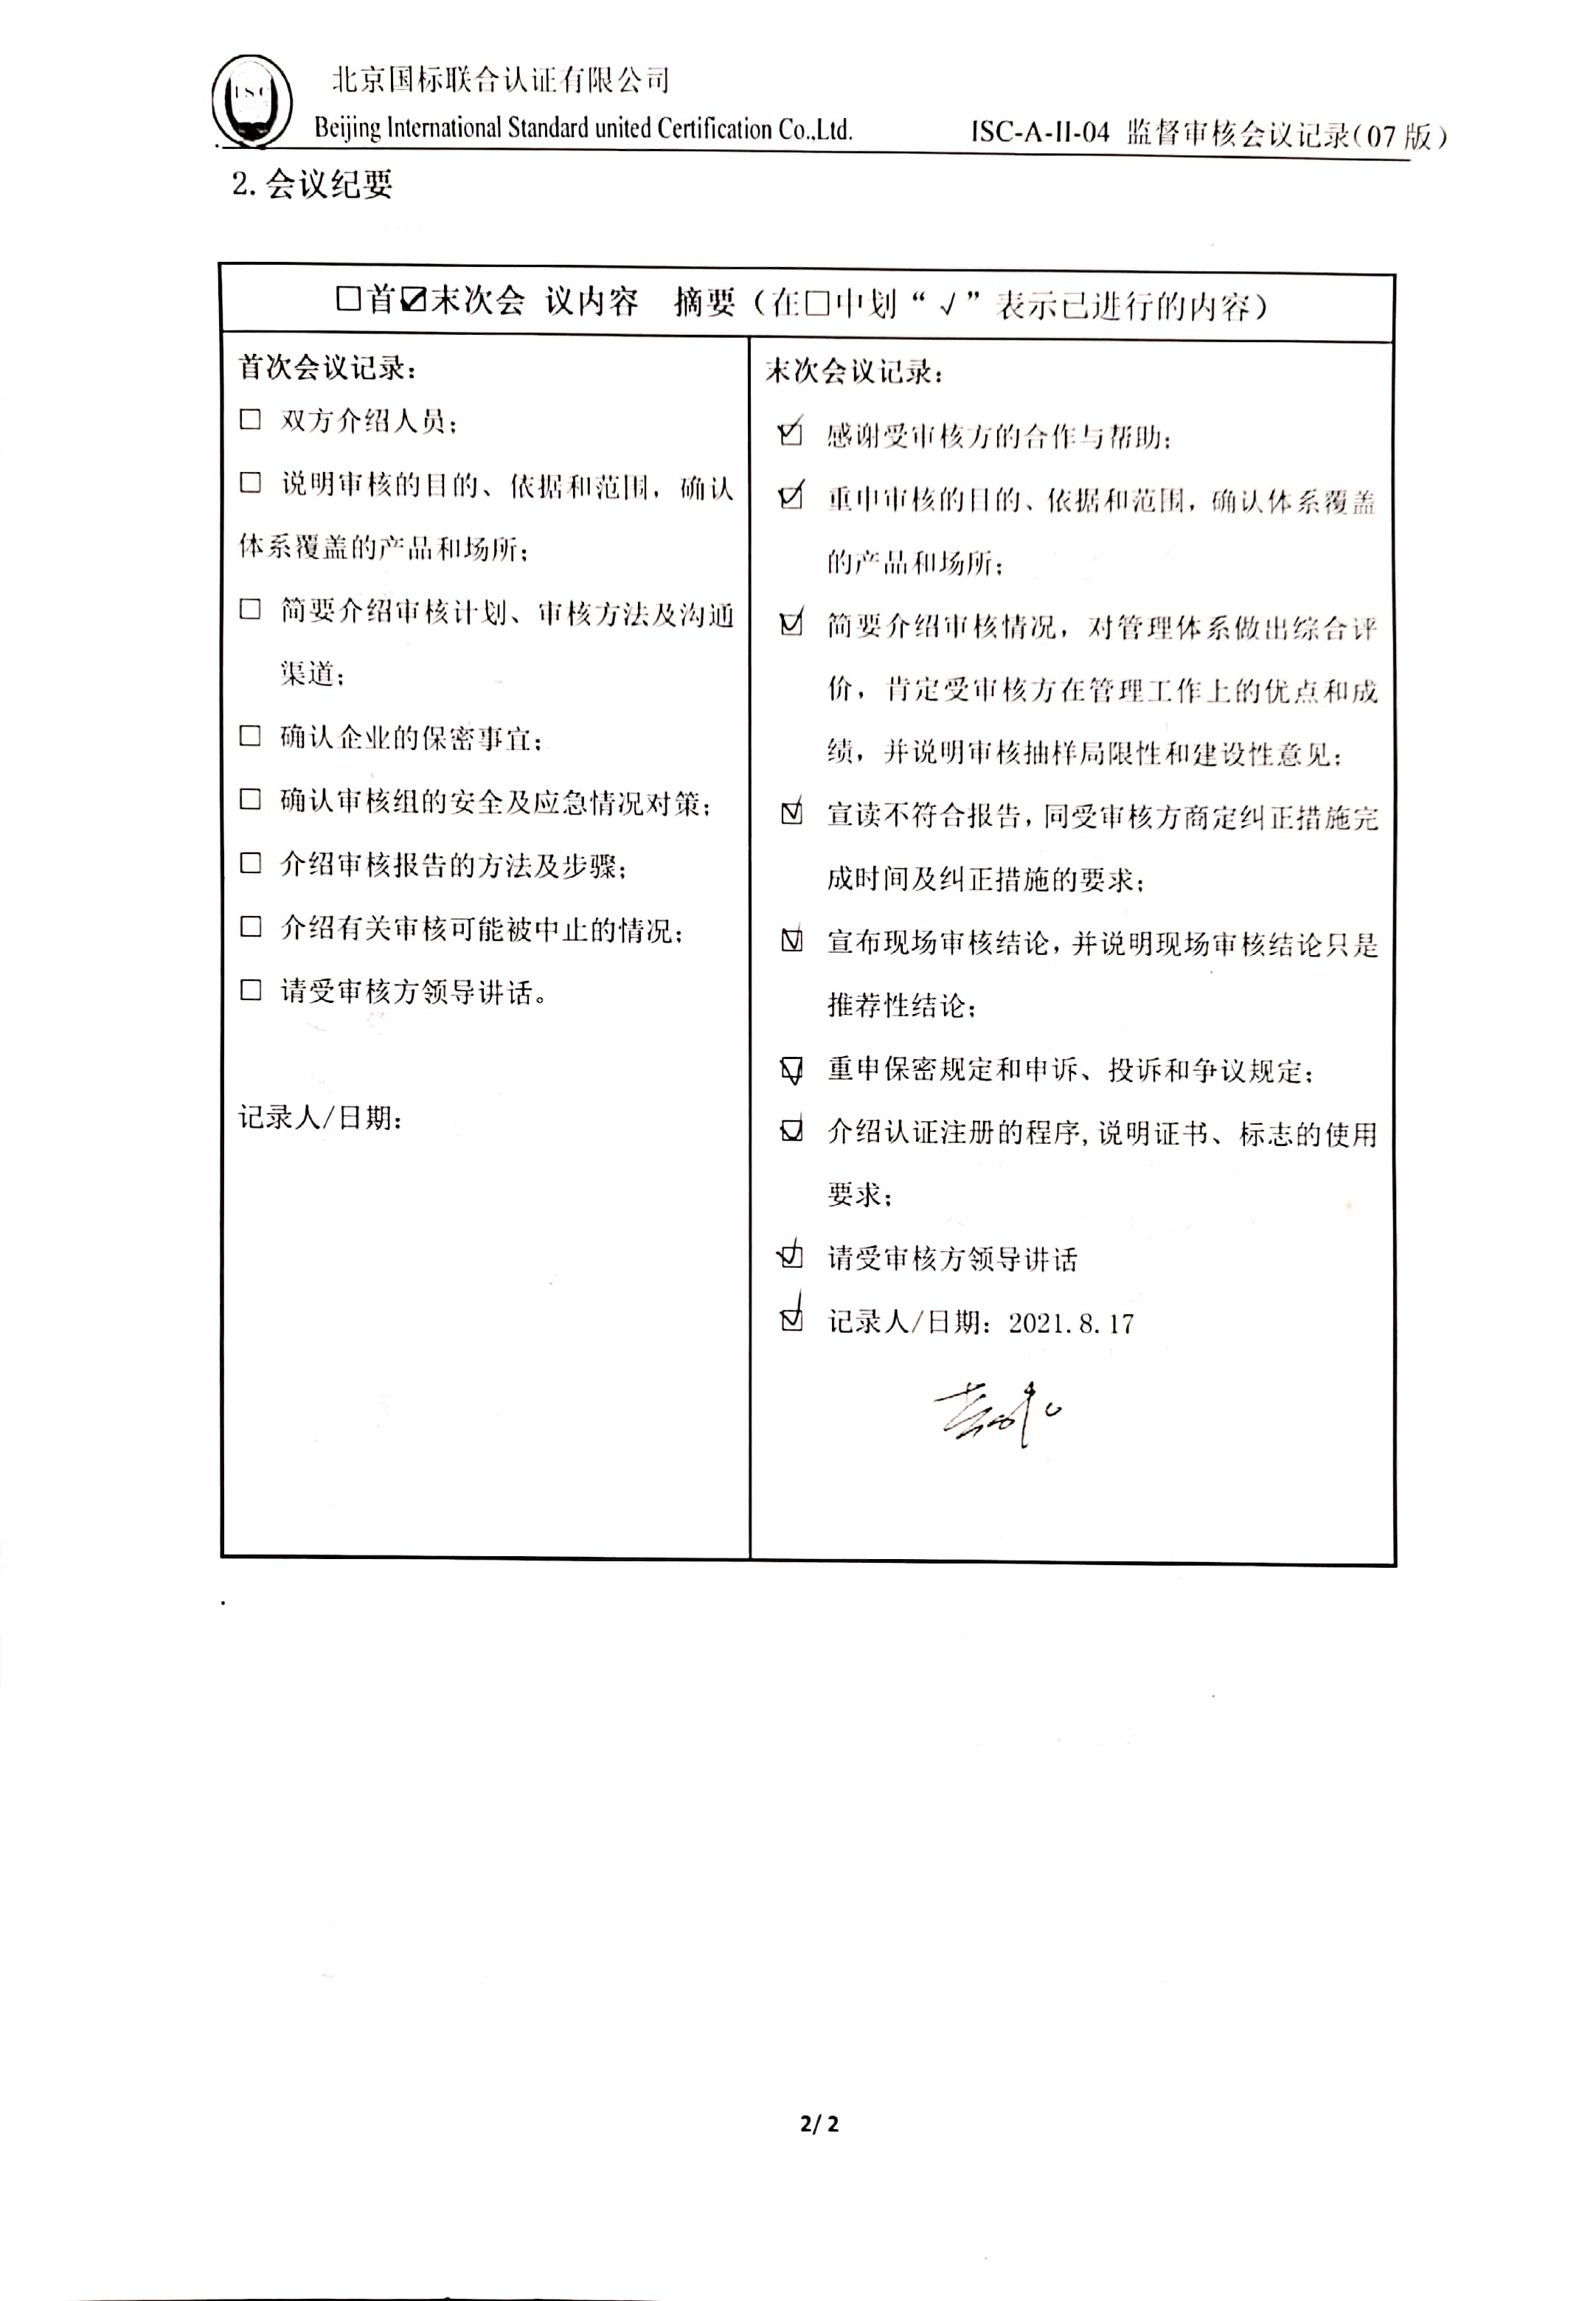 ISC
北京国标联合认证有限公司
Beijing International Standard united Certification Co.,Ltd.
ISC-A-II-04 监督审核会议记录(07版)
2.会议纪要
□首☑末次会 议内容 摘要（在□中划“√”表示已进行的内容）
首次会议记录：
□ 双方介绍人员；
□ 说明审核的目的、依据和范围，确认
体系覆盖的产品和场所；
□ 简要介绍审核计划、审核方法及沟通
渠道；
□ 确认企业的保密事宜；
□ 确认审核组的安全及应急情况对策；
□ 介绍审核报告的方法及步骤；
□ 介绍有关审核可能被中止的情况；
□ 请受审核方领导讲话。
记录人/日期：
末次会议记录：
☑ 感谢受审核方的合作与帮助；
☑ 重申审核的目的、依据和范围，确认体系覆盖
的产品和场所；
☑ 简要介绍审核情况，对管理体系做出综合评
价，肯定受审核方在管理工作上的优点和成
绩，并说明审核抽样局限性和建设性意见；
☑ 宣读不符合报告，同受审核方商定纠正措施完
成时间及纠正措施的要求；
☑ 宣布现场审核结论，并说明现场审核结论只是
推荐性结论；
☑ 重申保密规定和申诉、投诉和争议规定；
☑ 介绍认证注册的程序,说明证书、标志的使用
要求；
☑ 请受审核方领导讲话
☑ 记录人/日期：2021.8.17
2/ 2